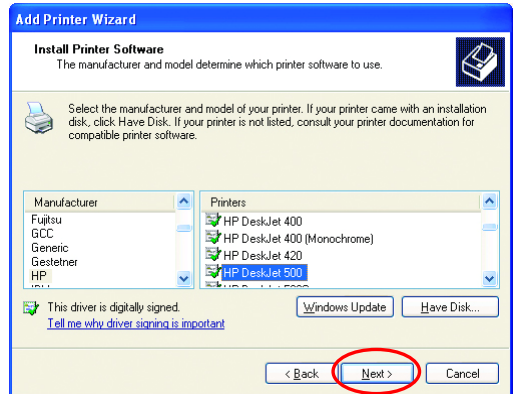 Add Printer Wizard
Install Printer Software
The manufacturer and model determine which printer software to use.
Select the manufacturer and model of your printer. If your printer came with an installation
disk, click Have Disk. If your printer is not listed, consult your printer documentation for
compatible printer software.
Manufacturer
Fujitsu
GCC
Generic
Gestetner
HP
Printers
HP DeskJet 400
HP DeskJet 400 (Monochrome)
HP DeskJet 420
HP DeskJet 500
This driver is digitally signed.
Tell me why driver signing is important
Windows Update
Have Disk...
< Back
Next >
Cancel